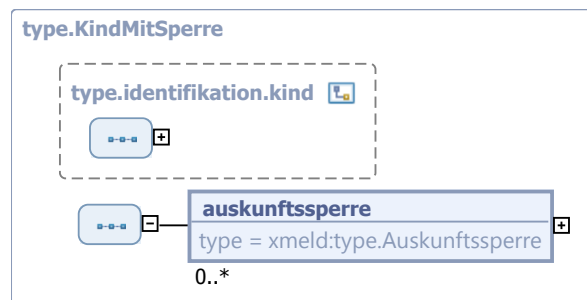 type.KindMitSperre
type.identifikation.kind
auskunftssperre
type = xmeld:type.Auskunftssperre
0..*